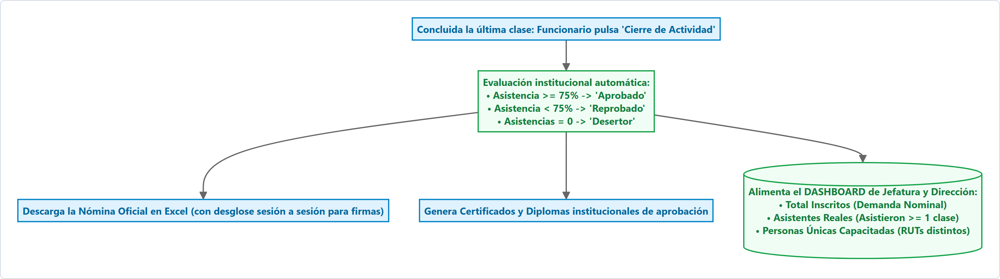 Concluida la última clase: Funcionario pulsa 'Cierre de Actividad'
Evaluación institucional automática:
• Asistencia >= 75% -> 'Aprobado'
• Asistencia < 75% -> 'Reprobado'
• Asistencias = 0 -> 'Desertor'
Descarga la Nómina Oficial en Excel (con desglose sesión a sesión para firmas)
Genera Certificados y Diplomas institucionales de aprobación
Alimenta el DASHBOARD de Jefatura y Dirección:
• Total Inscritos (Demanda Nominal)
• Asistentes Reales (Asistieron >= 1 clase)
• Personas Únicas Capacitadas (RUTs distintos)